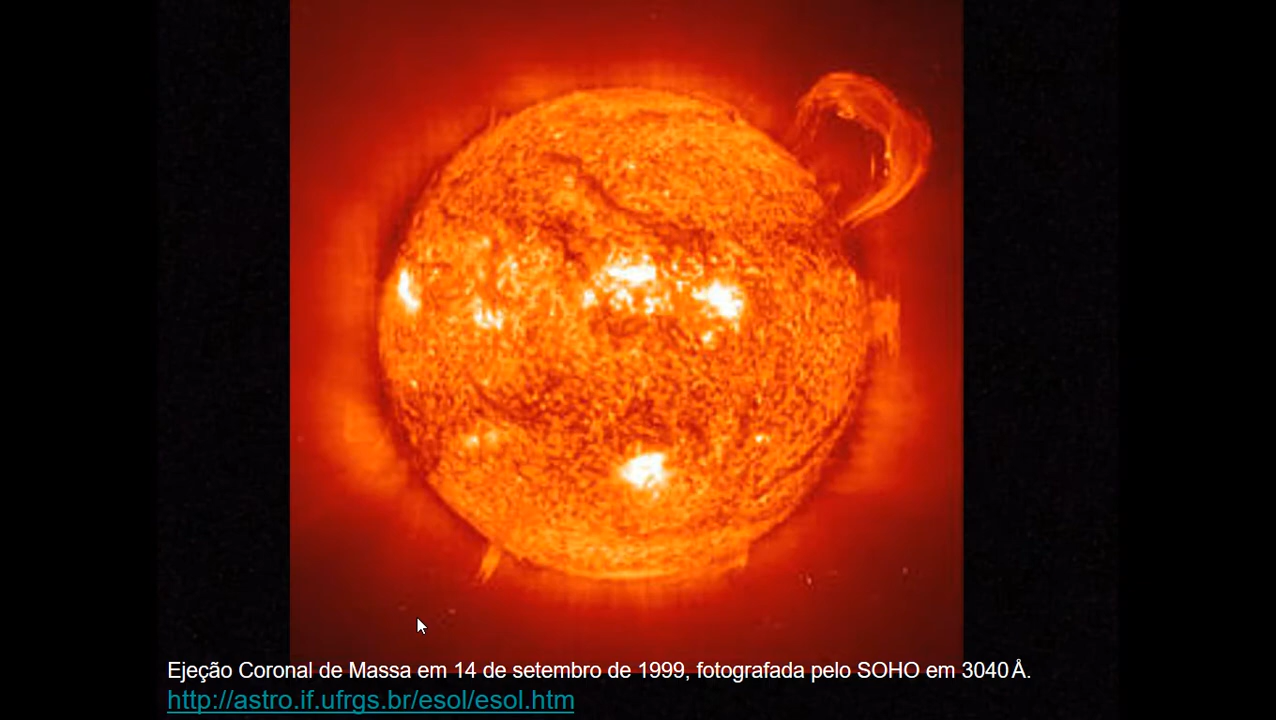 Ejeção Coronal de Massa em 14 de setembro de 1999, fotografada pelo SOHO em 3040Å.
http://astro.if.ufrgs.br/esol/esol.htm